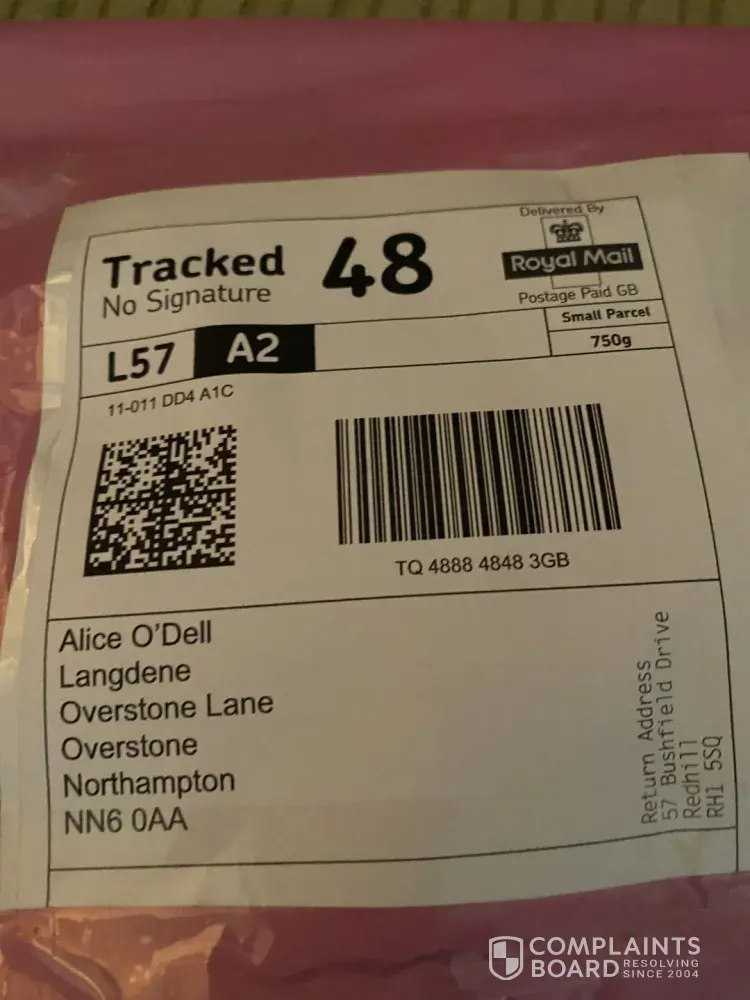 Delivered By
Royal Mail
Postage Paid GB
Tracked 48
No Signature
Small Parcel
750g
L57 A2
11-011 DD4 A1C
TQ 4888 4848 3GB
Alice O'Dell
Langdene
Overstone Lane
Overstone
Northampton
NN6 0AA
Return Address
57 Bushfield Drive
Redhill
RH1 5SQ
COMPLAINTS
BOARD RESOLVING
SINCE 2004